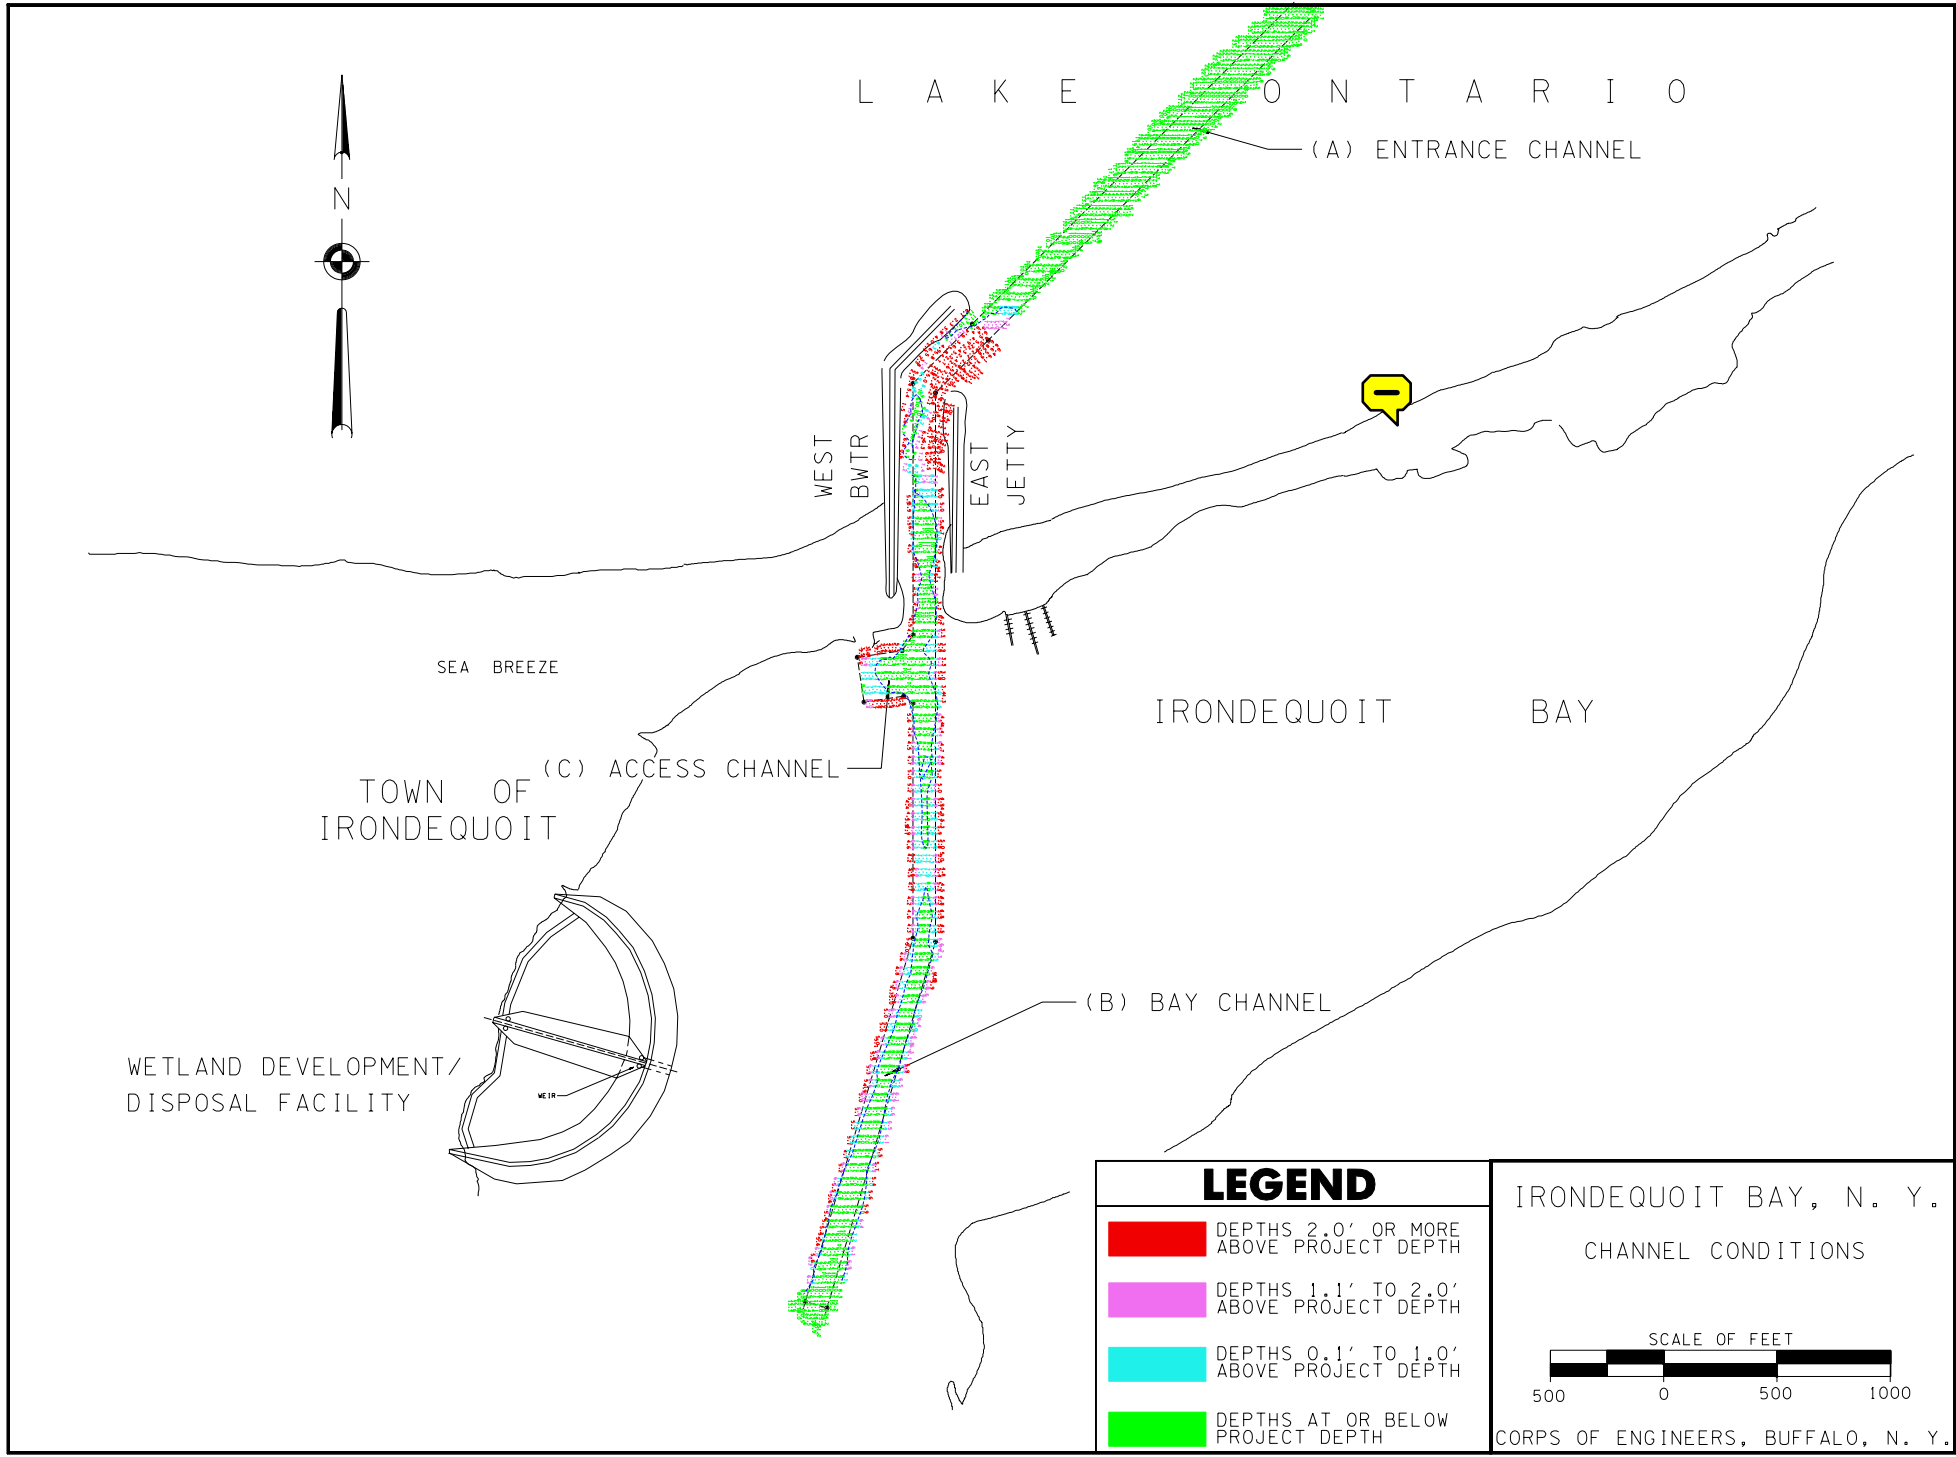 LAKE ONTARIO
(A) ENTRANCE CHANNEL
N
WEST
BWTR
EAST
JETTY
SEA BREEZE
IRONDEQUOIT BAY
(C) ACCESS CHANNEL
TOWN OF
IRONDEQUOIT
(B) BAY CHANNEL
WETLAND DEVELOPMENT/
DISPOSAL FACILITY
WEIR
LEGEND
DEPTHS 2.0' OR MORE
ABOVE PROJECT DEPTH
DEPTHS 1.1' TO 2.0'
ABOVE PROJECT DEPTH
DEPTHS 0.1' TO 1.0'
ABOVE PROJECT DEPTH
DEPTHS AT OR BELOW
PROJECT DEPTH
IRONDEQUOIT BAY, N. Y.
CHANNEL CONDITIONS
SCALE OF FEET
500 0 500 1000
CORPS OF ENGINEERS, BUFFALO, N. Y.